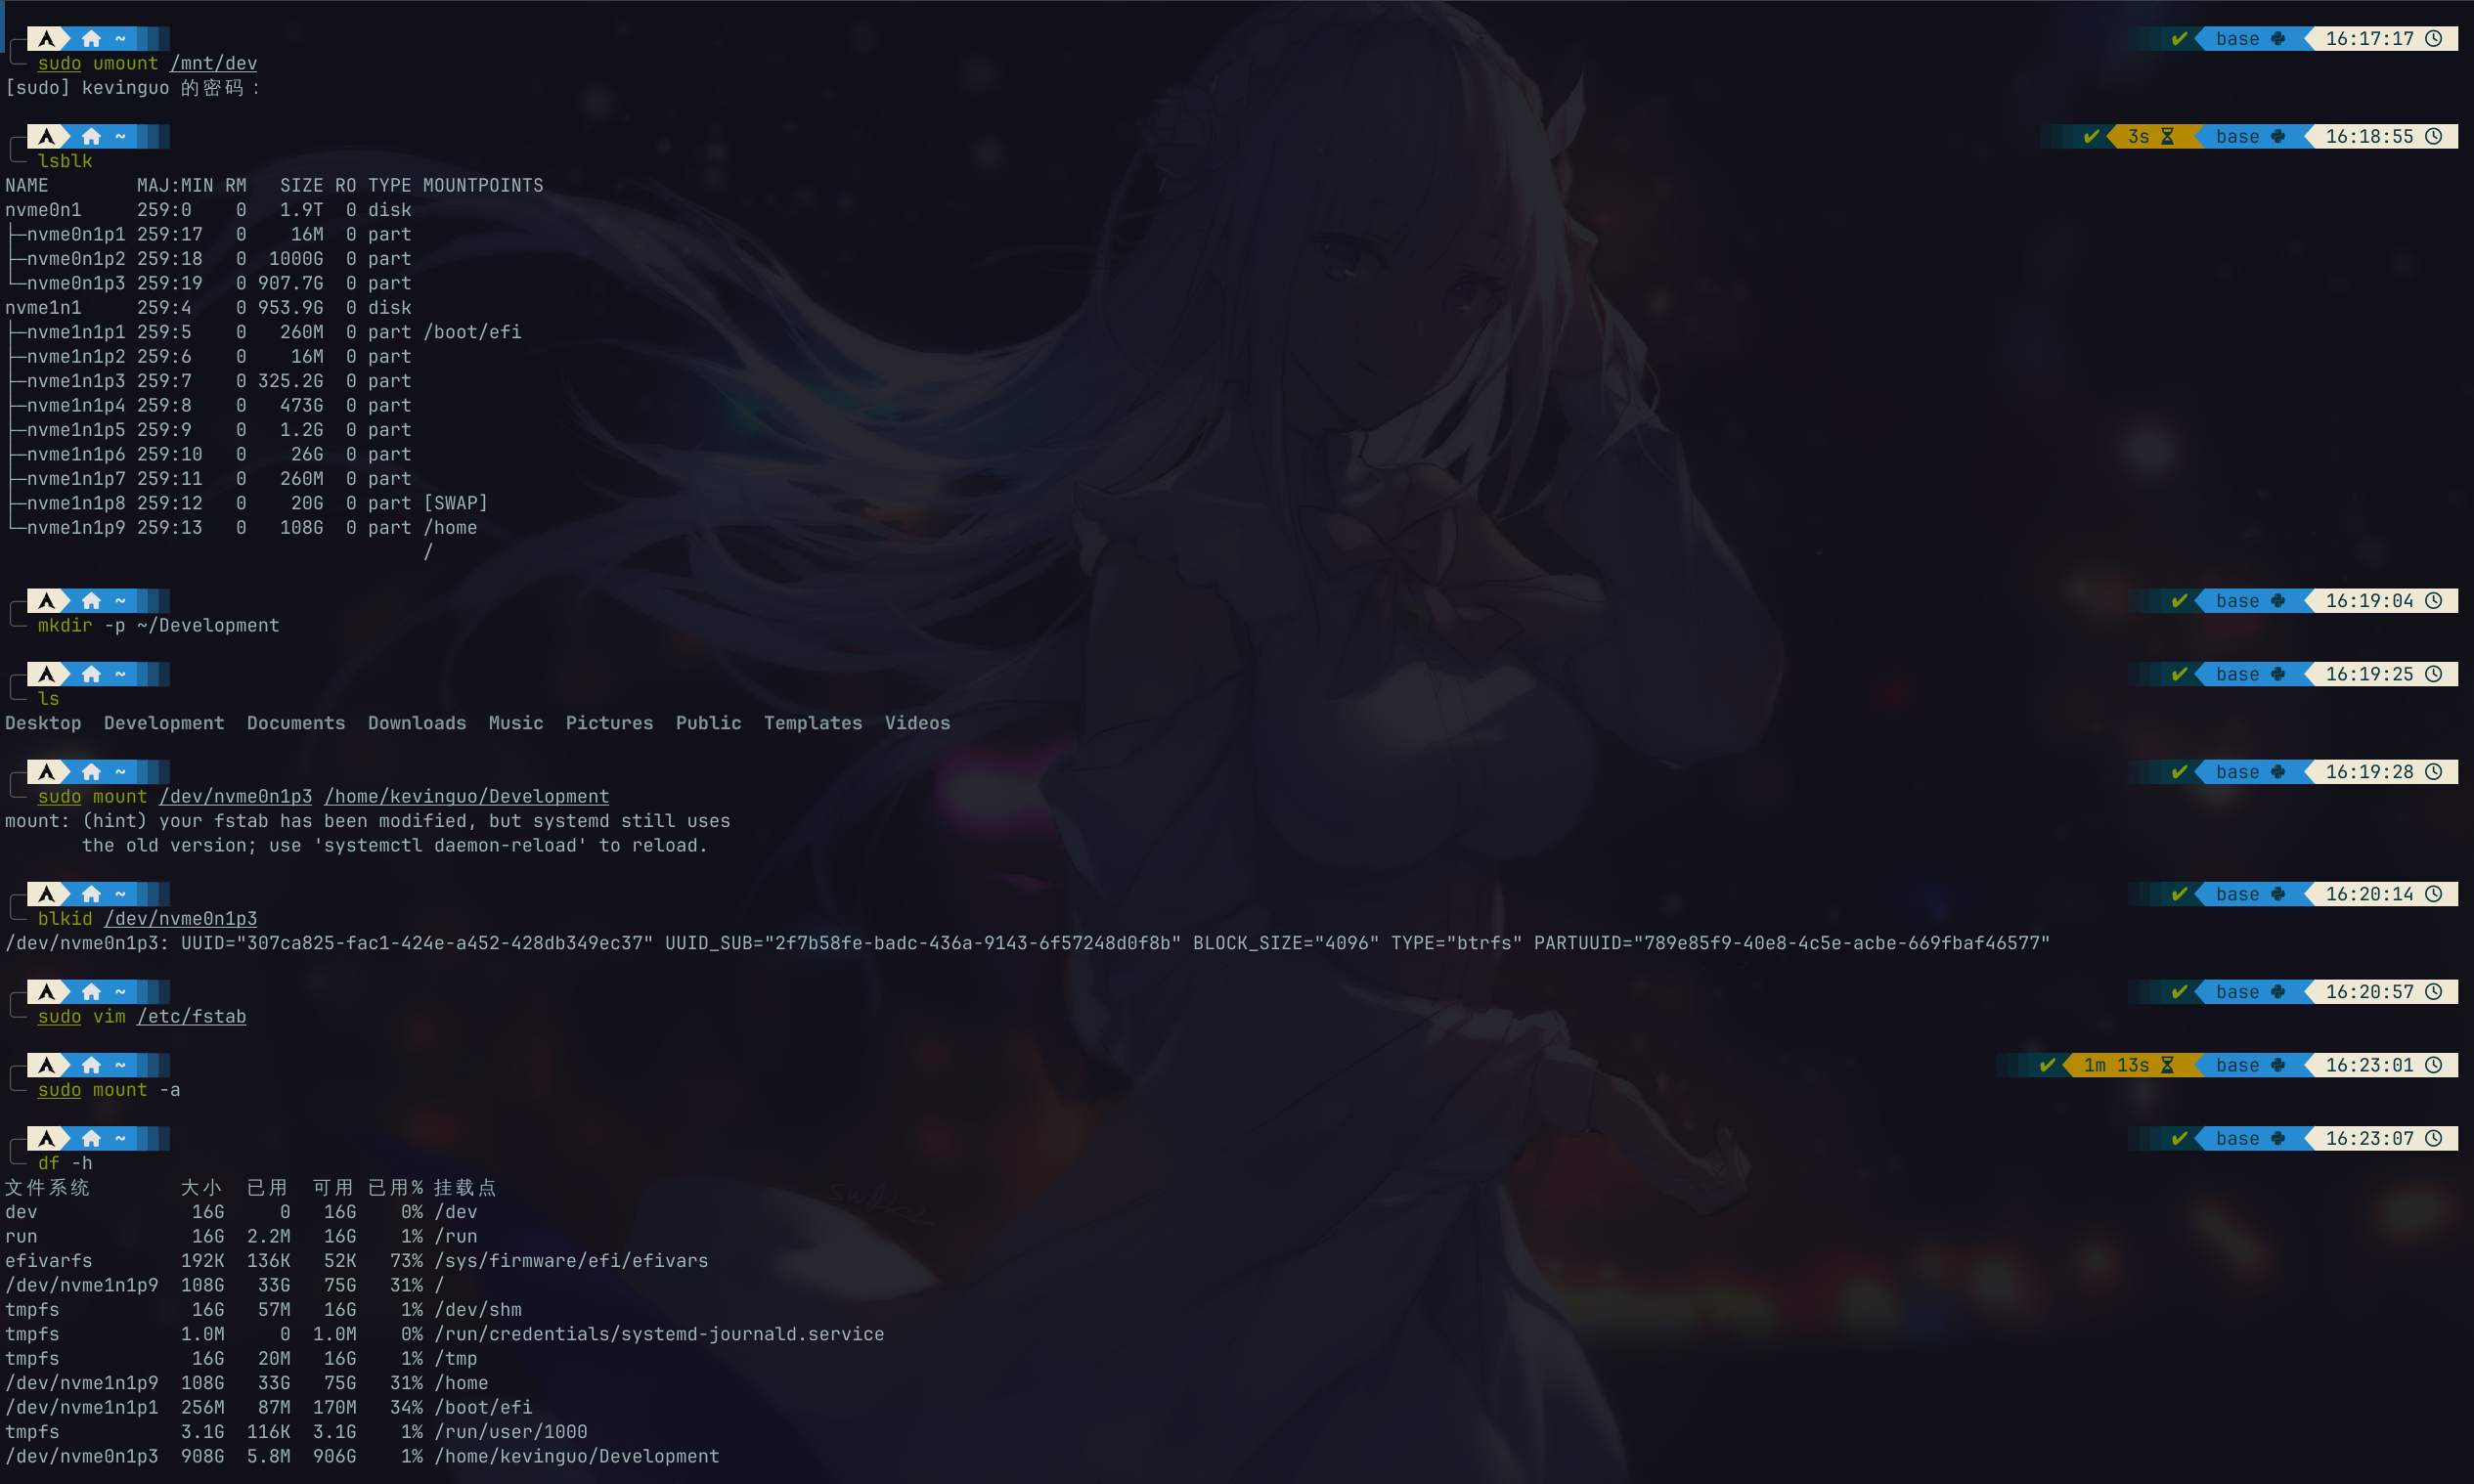 ~ base 16:17:17
sudo umount /mnt/dev
[sudo] kevinguo 的密码：
~ 3s base 16:18:55
lsblk
NAME        MAJ:MIN RM   SIZE RO TYPE MOUNTPOINTS
nvme0n1     259:0    0   1.9T  0 disk
├─nvme0n1p1 259:17   0    16M  0 part
├─nvme0n1p2 259:18   0  1000G  0 part
└─nvme0n1p3 259:19   0 907.7G  0 part
nvme1n1     259:4    0 953.9G  0 disk
├─nvme1n1p1 259:5    0   260M  0 part /boot/efi
├─nvme1n1p2 259:6    0    16M  0 part
├─nvme1n1p3 259:7    0 325.2G  0 part
├─nvme1n1p4 259:8    0   473G  0 part
├─nvme1n1p5 259:9    0   1.2G  0 part
├─nvme1n1p6 259:10   0    26G  0 part
├─nvme1n1p7 259:11   0   260M  0 part
├─nvme1n1p8 259:12   0    20G  0 part [SWAP]
└─nvme1n1p9 259:13   0   108G  0 part /home
/
~ base 16:19:04
mkdir -p ~/Development
~ base 16:19:25
ls
Desktop  Development  Documents  Downloads  Music  Pictures  Public  Templates  Videos
~ base 16:19:28
sudo mount /dev/nvme0n1p3 /home/kevinguo/Development
mount: (hint) your fstab has been modified, but systemd still uses
the old version; use 'systemctl daemon-reload' to reload.
~ base 16:20:14
blkid /dev/nvme0n1p3
/dev/nvme0n1p3: UUID="307ca825-fac1-424e-a452-428db349ec37" UUID_SUB="2f7b58fe-badc-436a-9143-6f57248d0f8b" BLOCK_SIZE="4096" TYPE="btrfs" PARTUUID="789e85f9-40e8-4c5e-acbe-669fbaf46577"
~ base 16:20:57
sudo vim /etc/fstab
~ 1m 13s base 16:23:01
sudo mount -a
~ base 16:23:07
df -h
文件系统        大小  已用  可用 已用% 挂载点
dev              16G     0   16G    0% /dev
run              16G  2.2M   16G    1% /run
efivarfs        192K  136K   52K   73% /sys/firmware/efi/efivars
/dev/nvme1n1p9  108G   33G   75G   31% /
tmpfs            16G   57M   16G    1% /dev/shm
tmpfs           1.0M     0  1.0M    0% /run/credentials/systemd-journald.service
tmpfs            16G   20M   16G    1% /tmp
/dev/nvme1n1p9  108G   33G   75G   31% /home
/dev/nvme1n1p1  256M   87M  170M   34% /boot/efi
tmpfs           3.1G  116K  3.1G    1% /run/user/1000
/dev/nvme0n1p3  908G  5.8M  906G    1% /home/kevinguo/Development